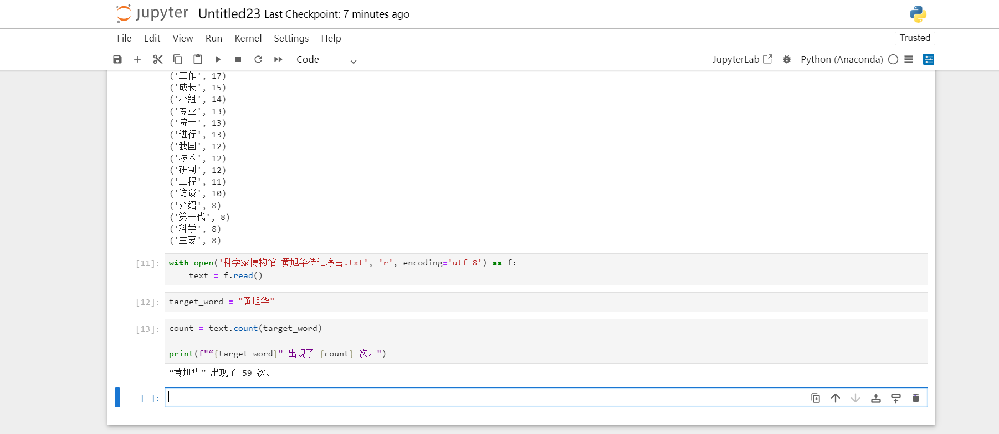 jupyter Untitled23 Last Checkpoint: 7 minutes ago
File Edit View Run Kernel Settings Help Trusted
Code JupyterLab Python (Anaconda)
('工作', 17)
('成长', 15)
('小组', 14)
('专业', 13)
('院士', 13)
('进行', 13)
('我国', 12)
('技术', 12)
('研制', 12)
('工程', 11)
('访谈', 10)
('介绍', 8)
('第一代', 8)
('科学', 8)
('主要', 8)
[11]: with open('科学家博物馆-黄旭华传记序言.txt', 'r', encoding='utf-8') as f:
    text = f.read()
[12]: target_word = "黄旭华"
[13]: count = text.count(target_word)
print(f"“{target_word}” 出现了 {count} 次。")
“黄旭华” 出现了 59 次。
[ ]: